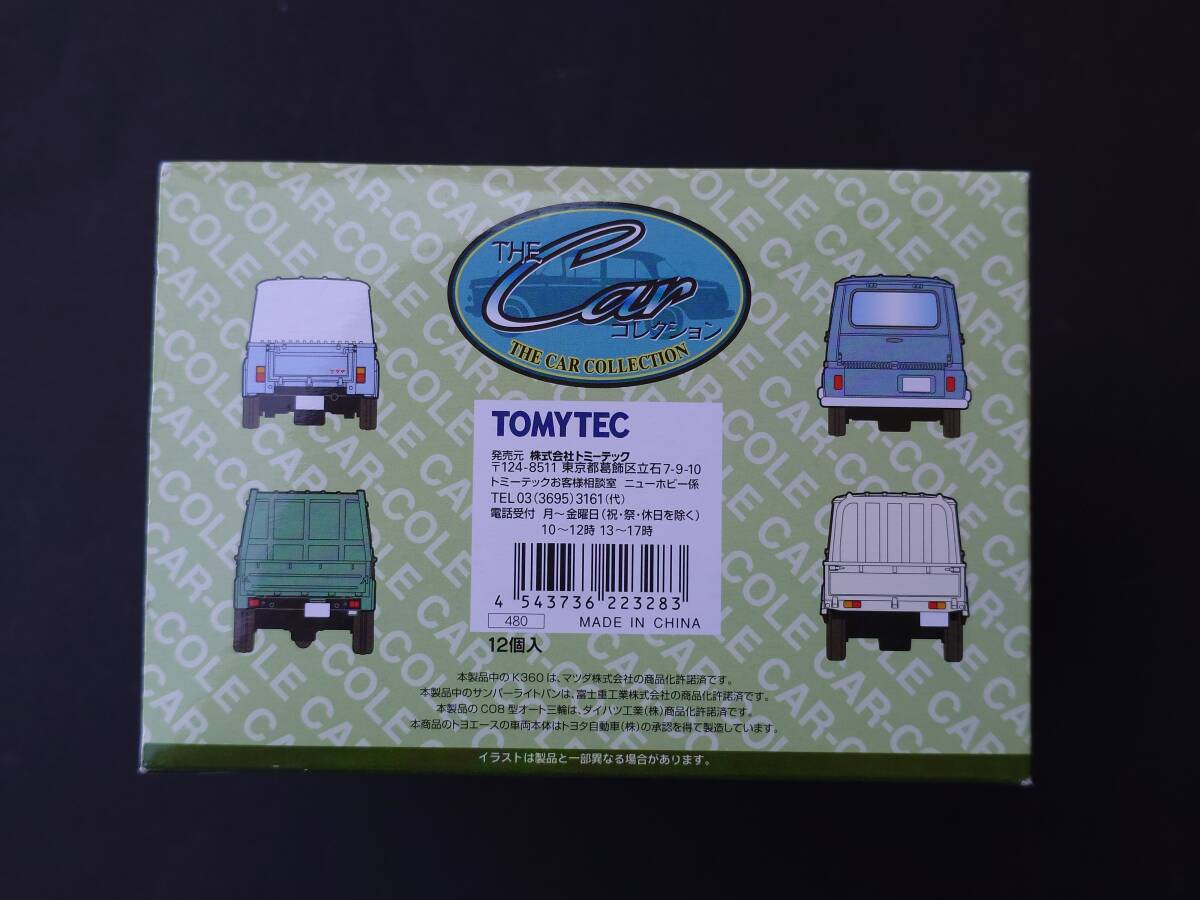 THE Car
コレクション
THE CAR COLLECTION
TOMYTEC
発売元 株式会社トミーテック
〒124-8511 東京都葛飾区立石7-9-10
トミーテックお客様相談室 ニューホビー係
TEL03(3695)3161(代)
電話受付 月〜金曜日(祝・祭・休日を除く)
10〜12時 13〜17時
4 543736 223283
480 MADE IN CHINA
12個入
本製品中のK360は、マツダ株式会社の商品化許諾済です。
本製品中のサンバーライトバンは、富士重工業株式会社の商品化許諾済です。
本製品の CO8 型オート三輪は、ダイハツ工業(株)商品化許諾済です。
本商品のトヨエースの車両本体はトヨタ自動車(株)の承認を得て製造しています。
イラストは製品と一部異なる場合があります。
CAR-COLE CAR-COLE CAR-COLE